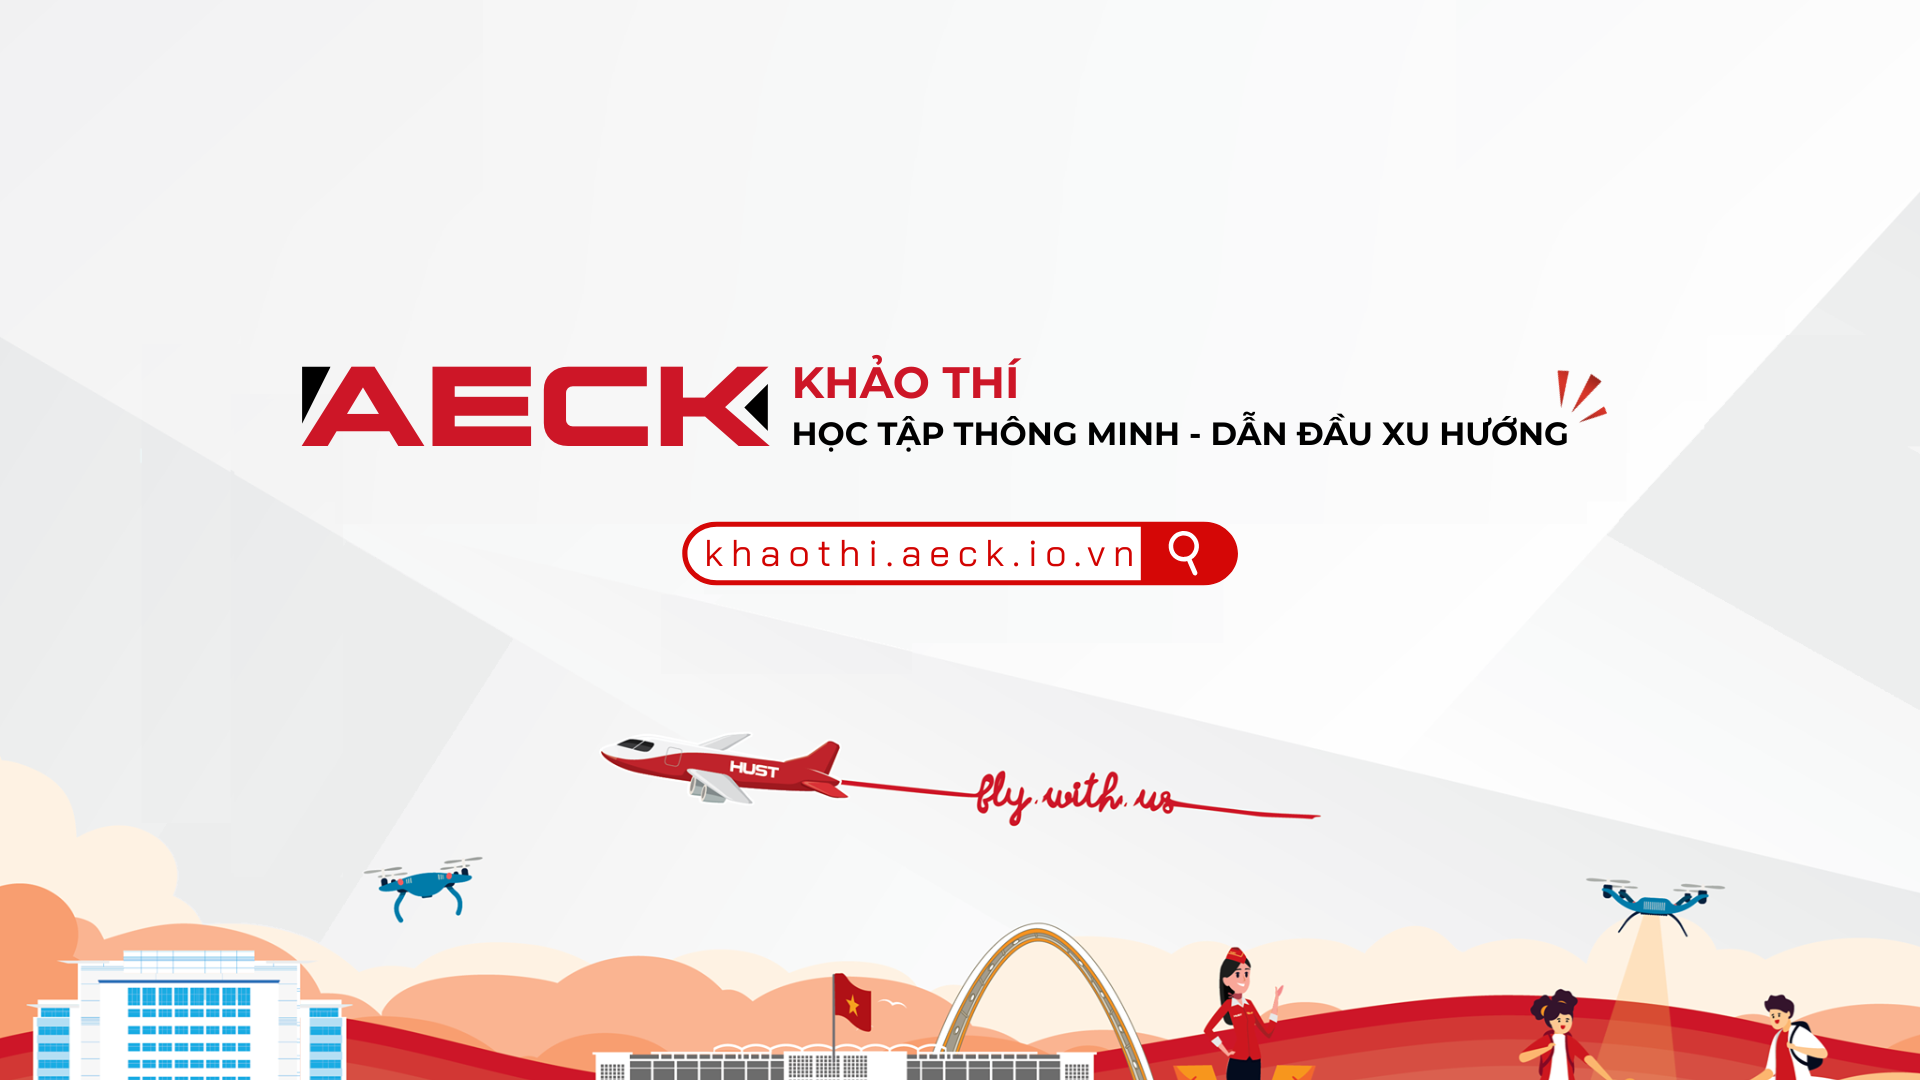 AECK
KHẢO THÍ
HỌC TẬP THÔNG MINH - DẪN ĐẦU XU HƯỚNG
khaothi.aeck.io.vn
HUST
fly.with.us